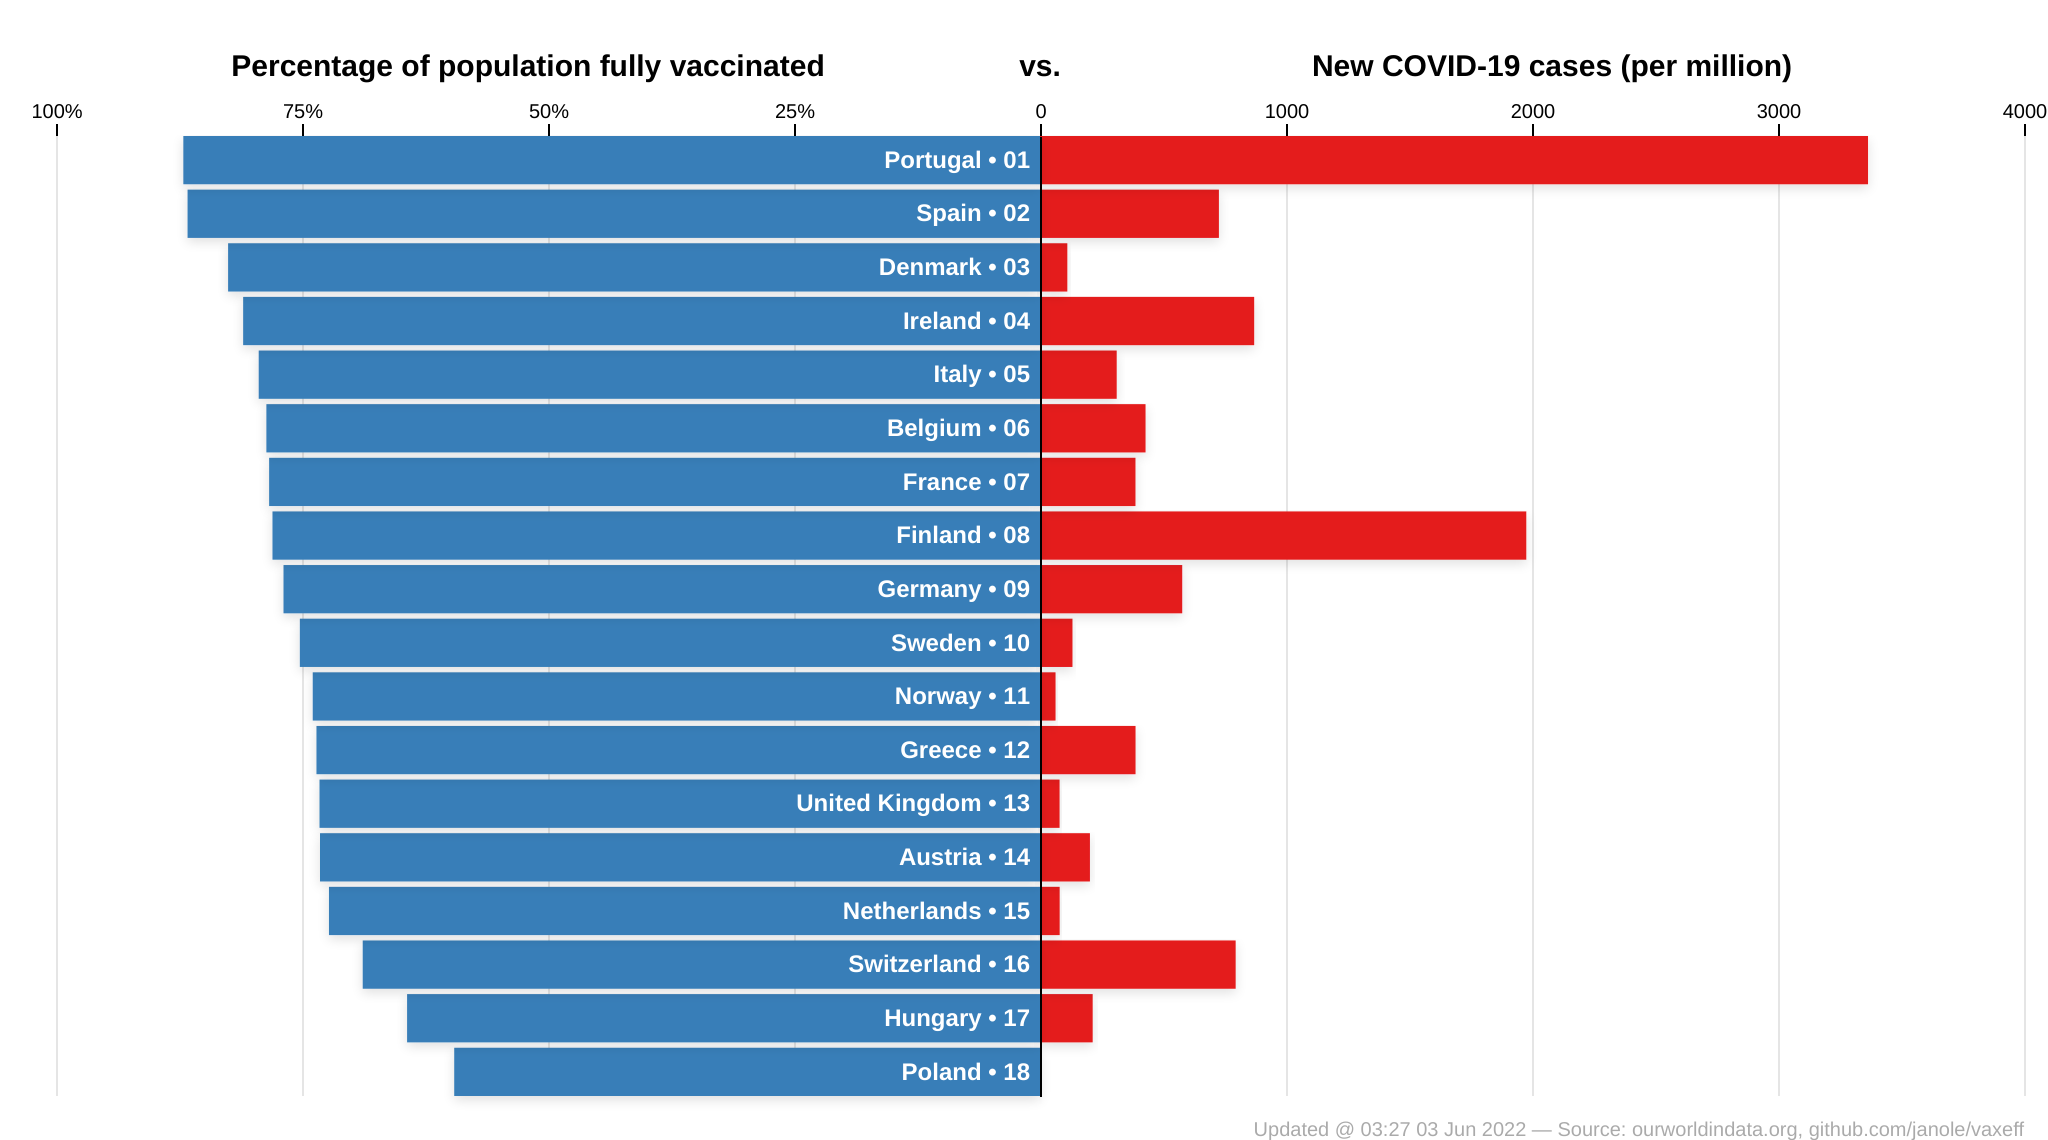 Percentage of population fully vaccinated vs. New COVID-19 cases (per million)
100% 75% 50% 25% 0 1000 2000 3000 4000
Portugal • 01
Spain • 02
Denmark • 03
Ireland • 04
Italy • 05
Belgium • 06
France • 07
Finland • 08
Germany • 09
Sweden • 10
Norway • 11
Greece • 12
United Kingdom • 13
Austria • 14
Netherlands • 15
Switzerland • 16
Hungary • 17
Poland • 18
Updated @ 03:27 03 Jun 2022 — Source: ourworldindata.org, github.com/janole/vaxeff